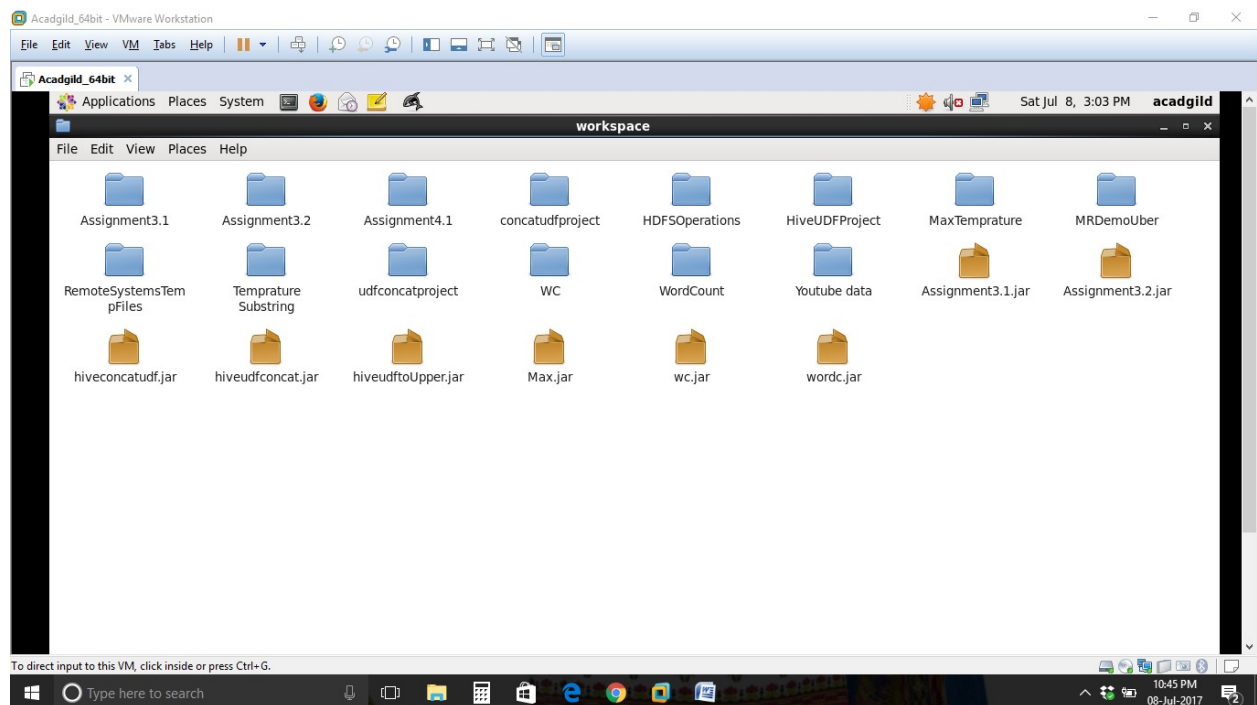 Acadgild_64bit - VMware Workstation
File Edit View VM Tabs Help
Acadgild_64bit
Applications Places System Sat Jul 8, 3:03 PM acadgild
workspace
File Edit View Places Help
Assignment3.1 Assignment3.2 Assignment4.1 concatudfproject HDFSOperations HiveUDFProject MaxTemprature MRDemoUber
RemoteSystemsTem Temprature udfconcatproject WC WordCount Youtube data Assignment3.1.jar Assignment3.2.jar
pFiles Substring
hiveconcatudf.jar hiveudfconcat.jar hiveudftoUpper.jar Max.jar wc.jar wordc.jar
To direct input to this VM, click inside or press Ctrl+G.
Type here to search 10:45 PM
08-Jul-2017 2